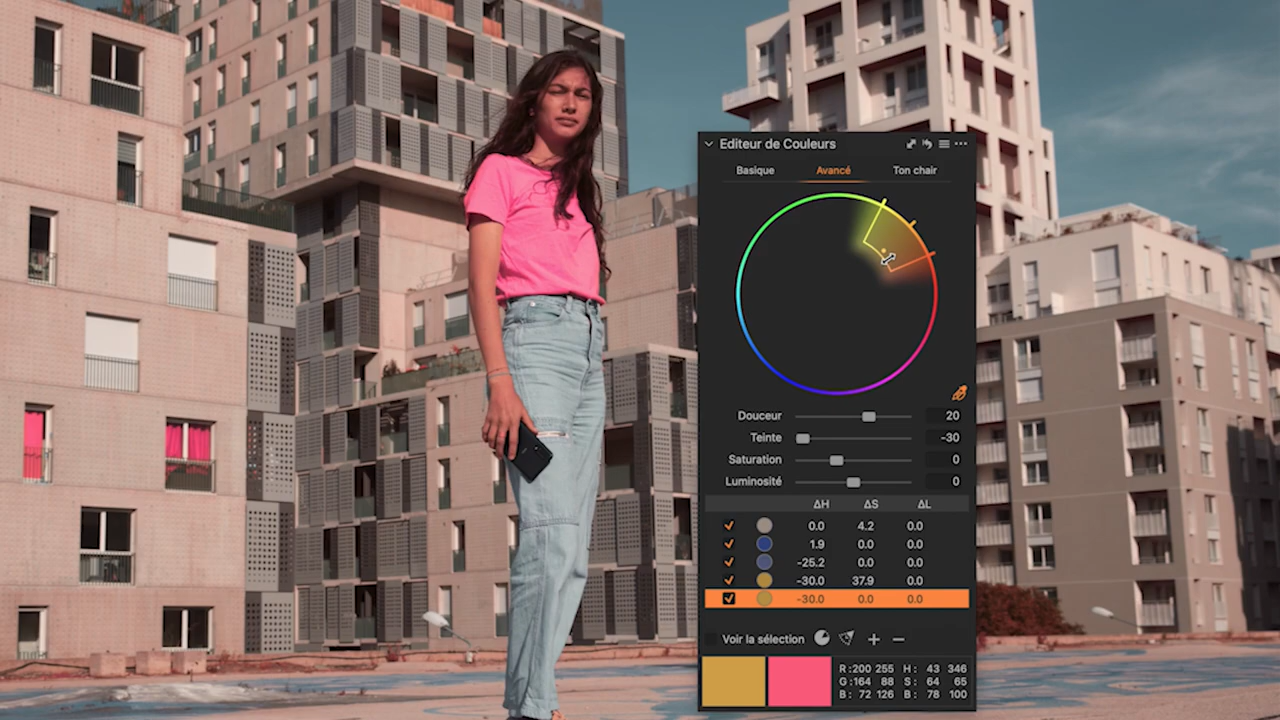 Editeur de Couleurs
Basique Avancé Ton chair
Douceur 20
Teinte -30
Saturation 0
Luminosité 0
ΔH ΔS ΔL
0.0 4.2 0.0
1.9 0.0 0.0
-25.2 0.0 0.0
-30.0 37.9 0.0
-30.0 0.0 0.0
Voir la sélection
R: 200 255 H: 43 346
G: 164 88 S: 64 65
B: 72 126 B: 78 100